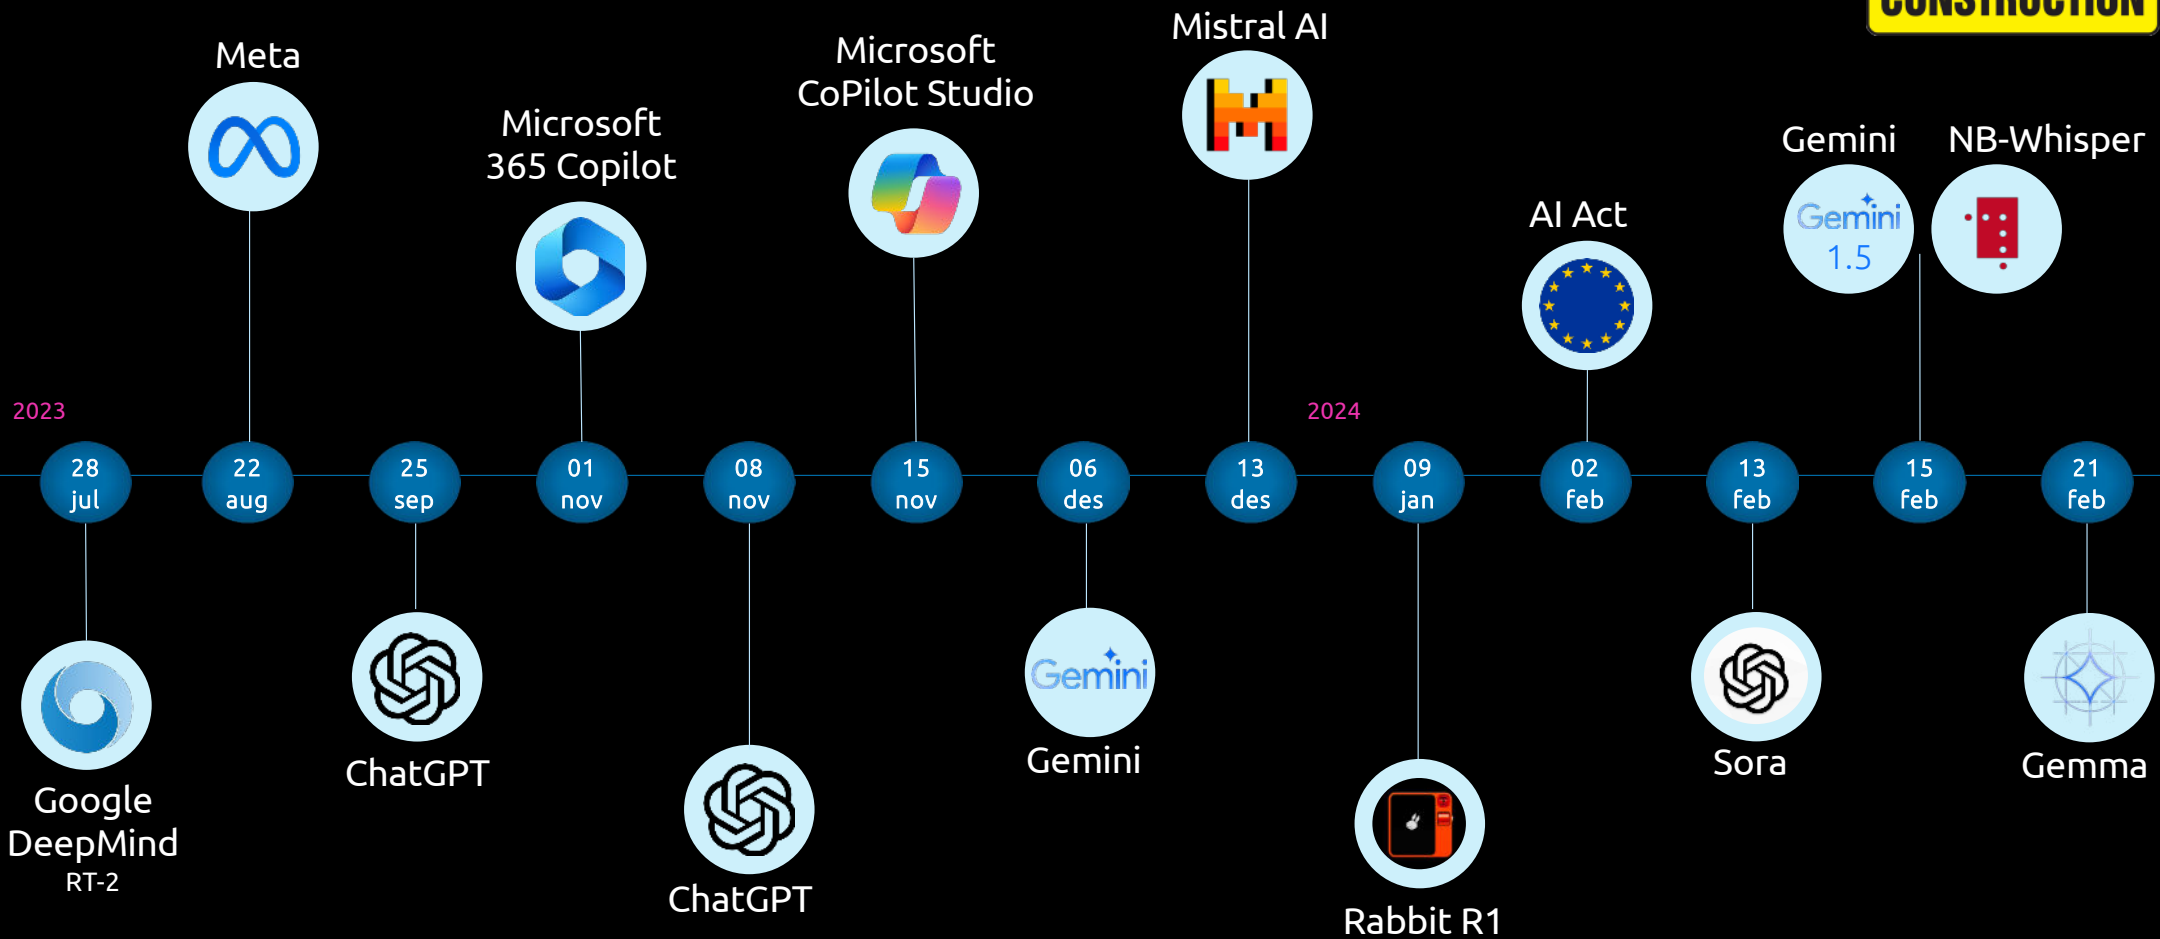 CONSTRUCTION
Mistral AI
Meta
Microsoft
CoPilot Studio
Microsoft
365 Copilot
Gemini
NB-Whisper
AI Act
Gemini
1.5
2023
2024
28
jul
22
aug
25
sep
01
nov
08
nov
15
nov
06
des
13
des
09
jan
02
feb
13
feb
15
feb
21
feb
Google
DeepMind
RT-2
ChatGPT
ChatGPT
Gemini
Gemini
Rabbit R1
Sora
Gemma